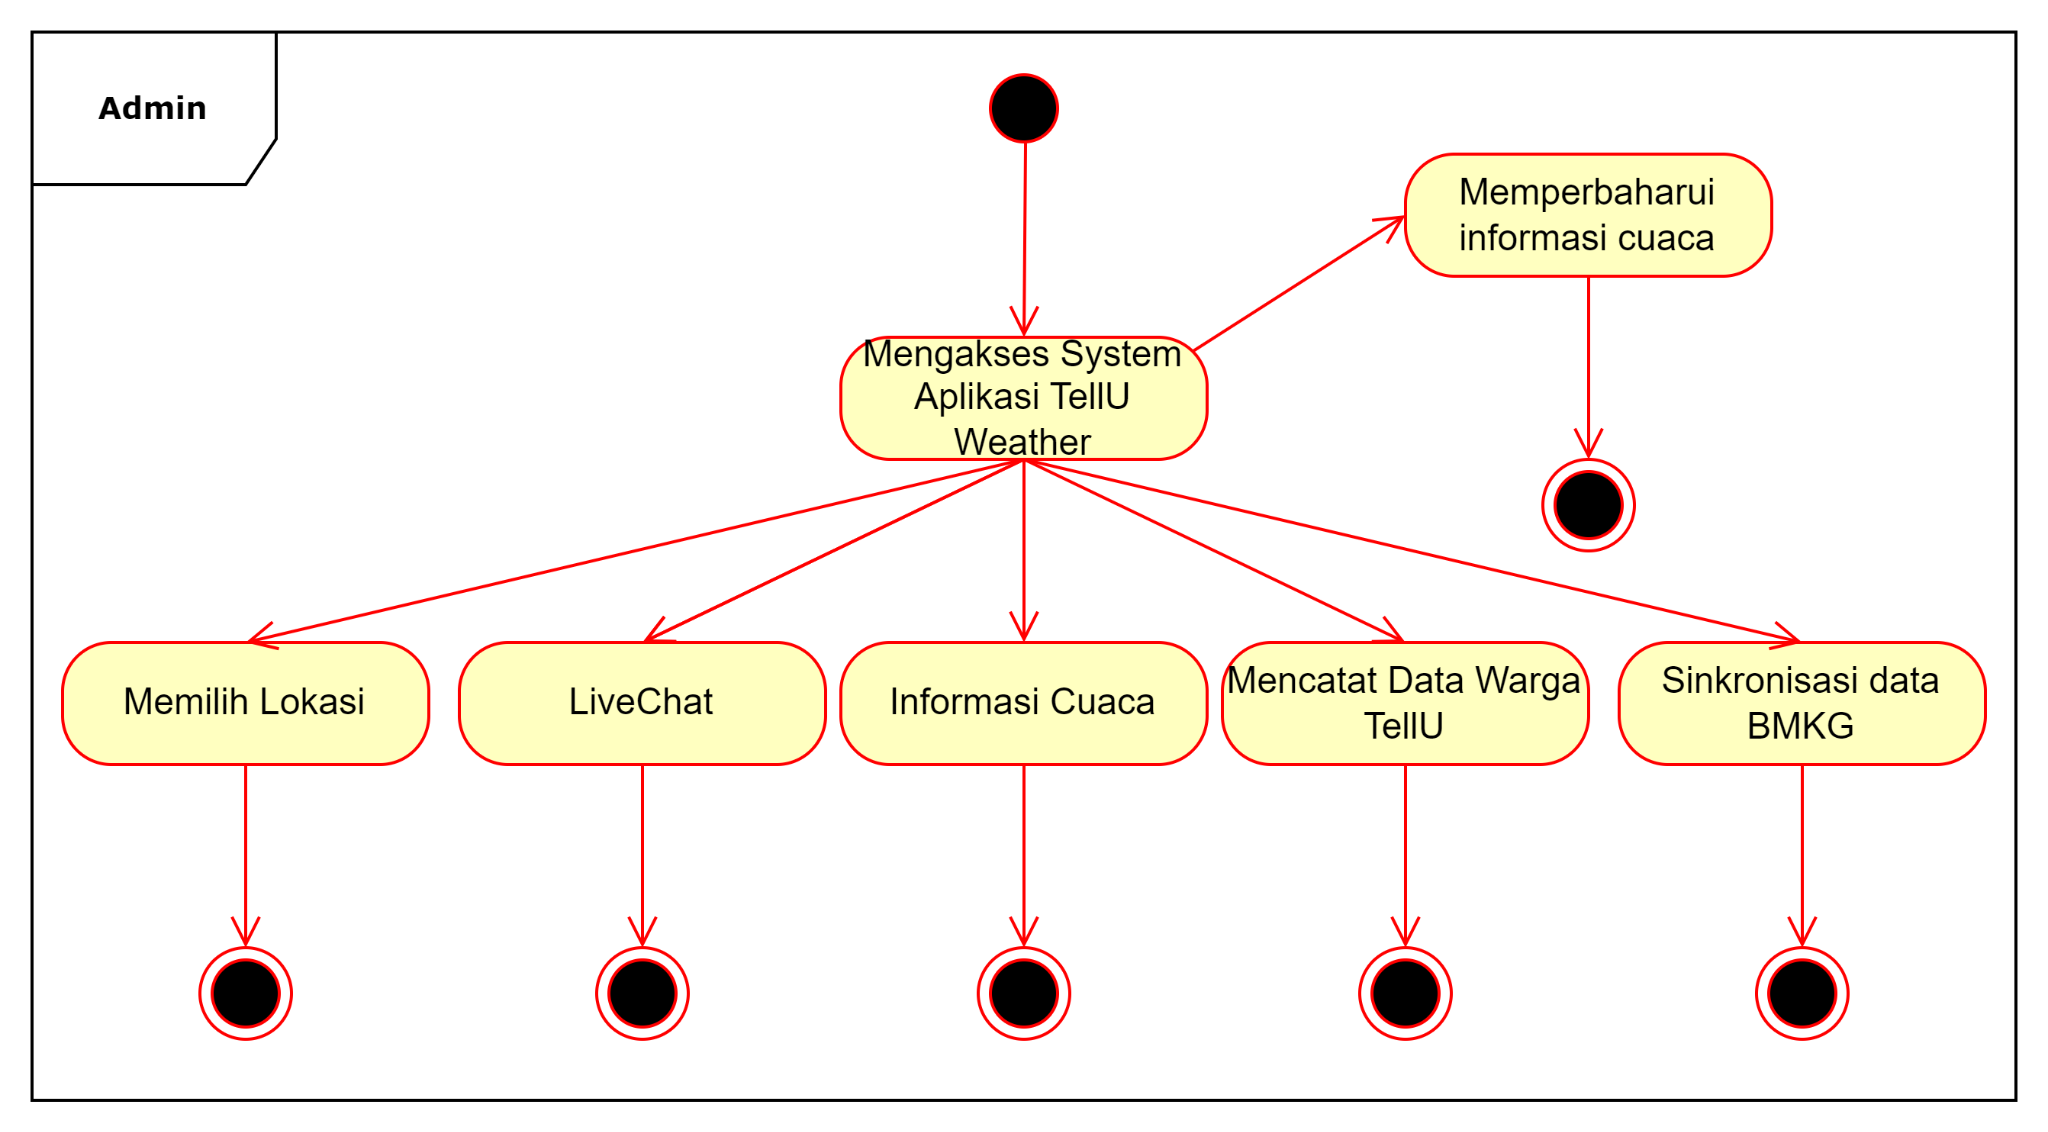 Admin
Memperbaharui
informasi cuaca
Mengakses System
Aplikasi TellU
Weather
Memilih Lokasi
LiveChat
Informasi Cuaca
Mencatat Data Warga
TellU
Sinkronisasi data
BMKG